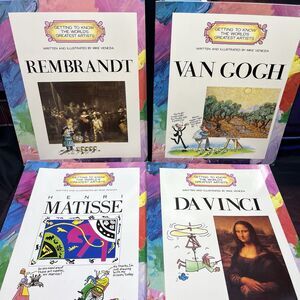 GETTING TO KNOW
THE WORLD'S
GREATEST ARTISTS
WRITTEN AND ILLUSTRATED BY MIKE VENEZIA
REMBRANDT
GETTING TO KNOW
THE WORLD'S
GREATEST ARTISTS
WRITTEN AND ILLUSTRATED BY MIKE VENEZIA
VAN GOGH
GETTING TO KNOW
THE WORLD'S
GREATEST ARTISTS
WRITTEN AND ILLUSTRATED BY MIKE VENEZIA
HENRI
MATISSE
GETTING TO KNOW
THE WORLD'S
GREATEST ARTISTS
WRITTEN AND ILLUSTRATED BY MIKE VENEZIA
DA VINCI